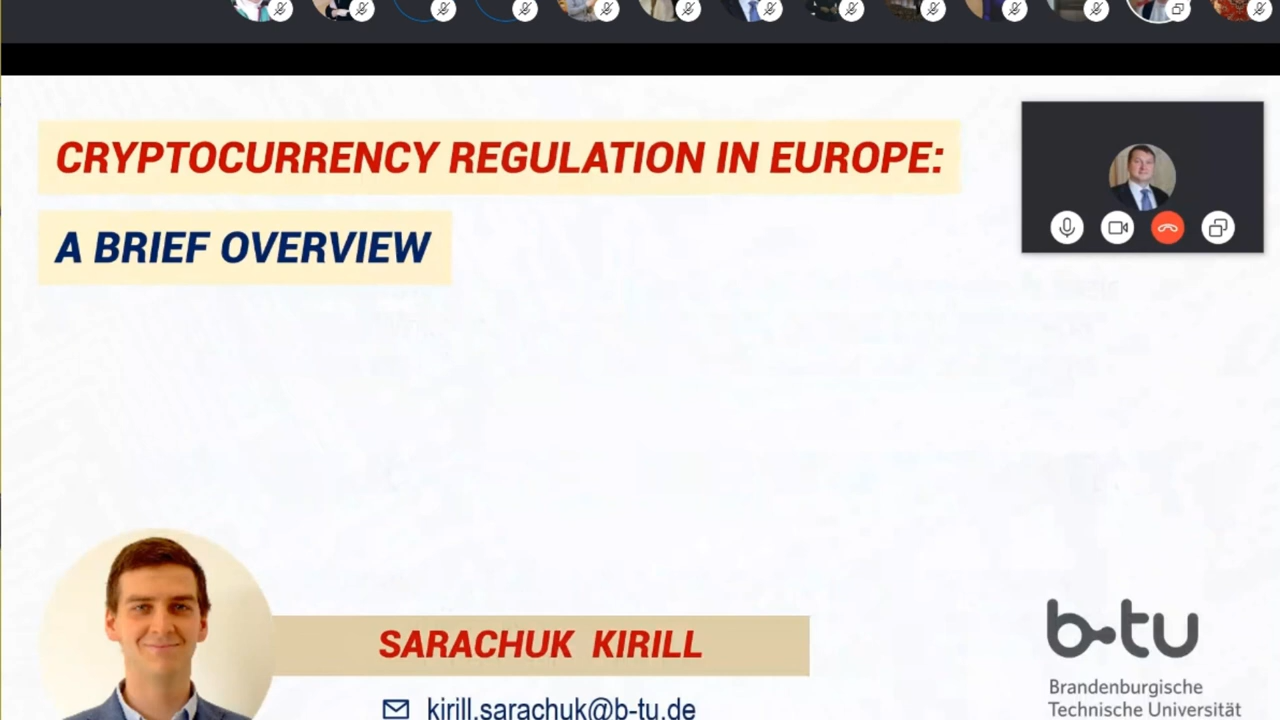 CRYPTOCURRENCY REGULATION IN EUROPE:
A BRIEF OVERVIEW
SARACHUK KIRILL
kirill.sarachuk@b-tu.de
b-tu
Brandenburgische
Technische Universität